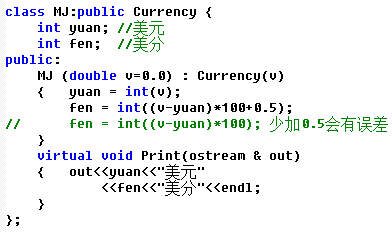 class MJ:public Currency {
    int yuan; //美元
    int fen;  //美分
public:
    MJ (double v=0.0) : Currency(v)
    {   yuan = int(v);
        fen = int((v-yuan)*100+0.5);
//      fen = int((v-yuan)*100); 少加0.5会有误差
    }
    virtual void Print(ostream & out)
    {   out<<yuan<<"美元"
            <<fen<<"美分"<<endl;
    }
};